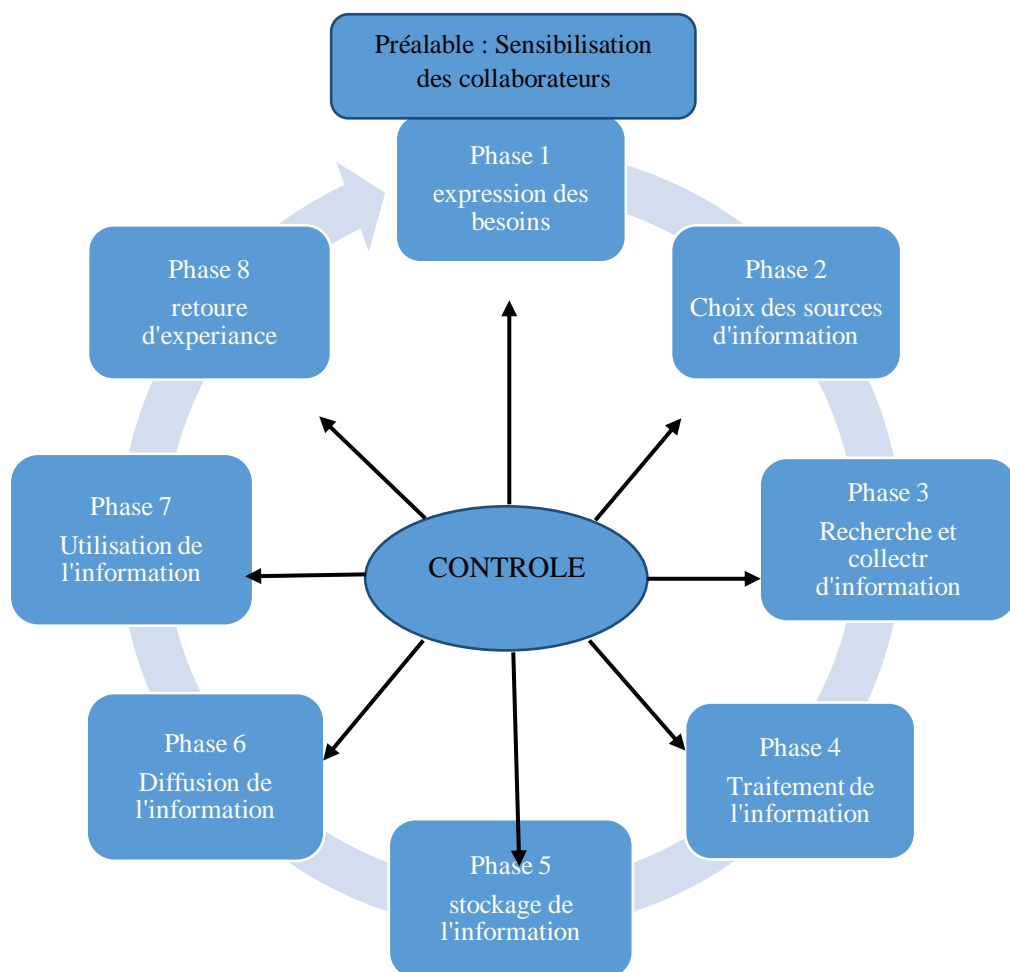 Préalable : Sensibilisation
des collaborateurs
Phase 1
expression des
besoins
Phase 2
Choix des sources
d'information
Phase 3
Recherche et
collectr
d'information
Phase 4
Traitement de
l'information
Phase 5
stockage de
l'information
Phase 6
Diffusion de
l'information
Phase 7
Utilisation de
l'information
Phase 8
retoure
d'experiance
CONTROLE